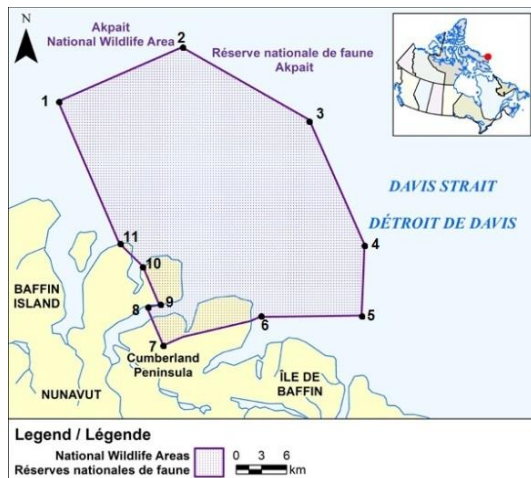 N
Akpait
National Wildlife Area
Réserve nationale de faune
Akpait
1
2
3
4
5
6
7
8
9
10
11
DAVIS STRAIT
DÉTROIT DE DAVIS
BAFFIN
ISLAND
NUNAVUT
Cumberland
Peninsula
ÎLE DE
BAFFIN
Legend / Légende
National Wildlife Areas
Réserves nationales de faune
0 3 6
km